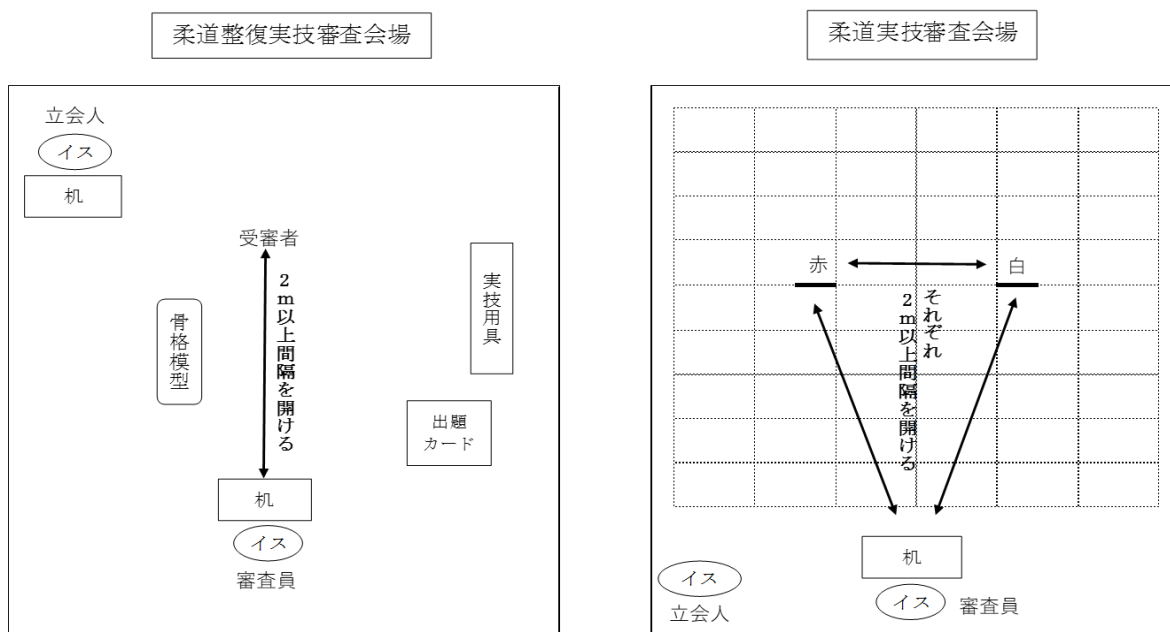 柔道整復実技審査会場
立会人
イス
机
受審者
2m以上間隔を開ける
骨格模型
実技用具
出題
カード
机
イス
審査員
柔道実技審査会場
赤
白
それぞれ
2m以上間隔を開ける
机
イス
審査員
イス
立会人